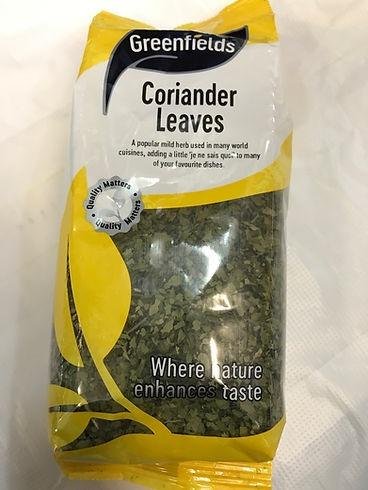 Greenfields
Coriander
Leaves
A popular mild herb used in many world
cuisines, adding a little 'je ne sais quoi' to many
of your favourite dishes.
Quality Matters
Quality Matters
Where nature
enhances taste